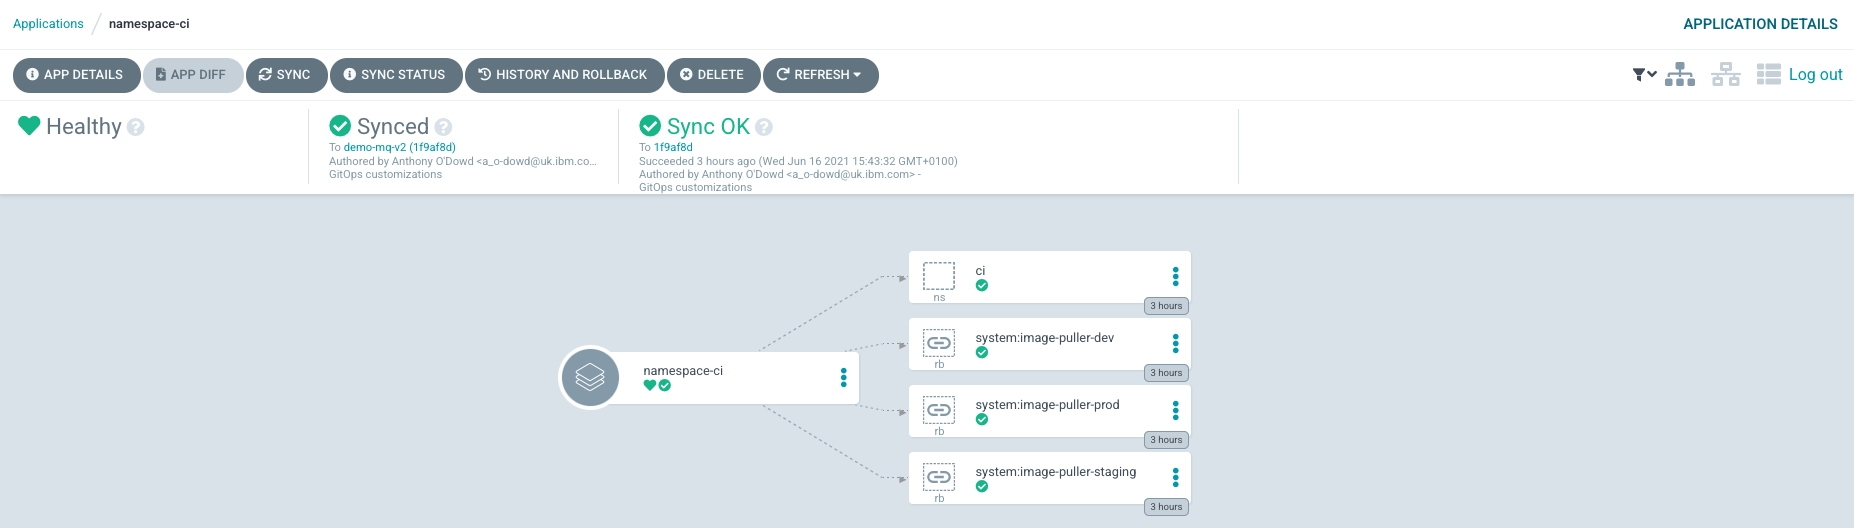 Applications / namespace-ci
APPLICATION DETAILS
APP DETAILS
APP DIFF
SYNC
SYNC STATUS
HISTORY AND ROLLBACK
DELETE
REFRESH
Log out
Healthy ?
Synced ?
To demo-mq-v2 (1f9af8d)
Authored by Anthony O'Dowd <a_o-dowd@uk.ibm.co...
GitOps customizations
Sync OK ?
To 1f9af8d
Succeeded 3 hours ago (Wed Jun 16 2021 15:43:32 GMT+0100)
Authored by Anthony O'Dowd <a_o-dowd@uk.ibm.com> -
GitOps customizations
namespace-ci
ci
ns
3 hours
system:image-puller-dev
rb
3 hours
system:image-puller-prod
rb
3 hours
system:image-puller-staging
rb
3 hours